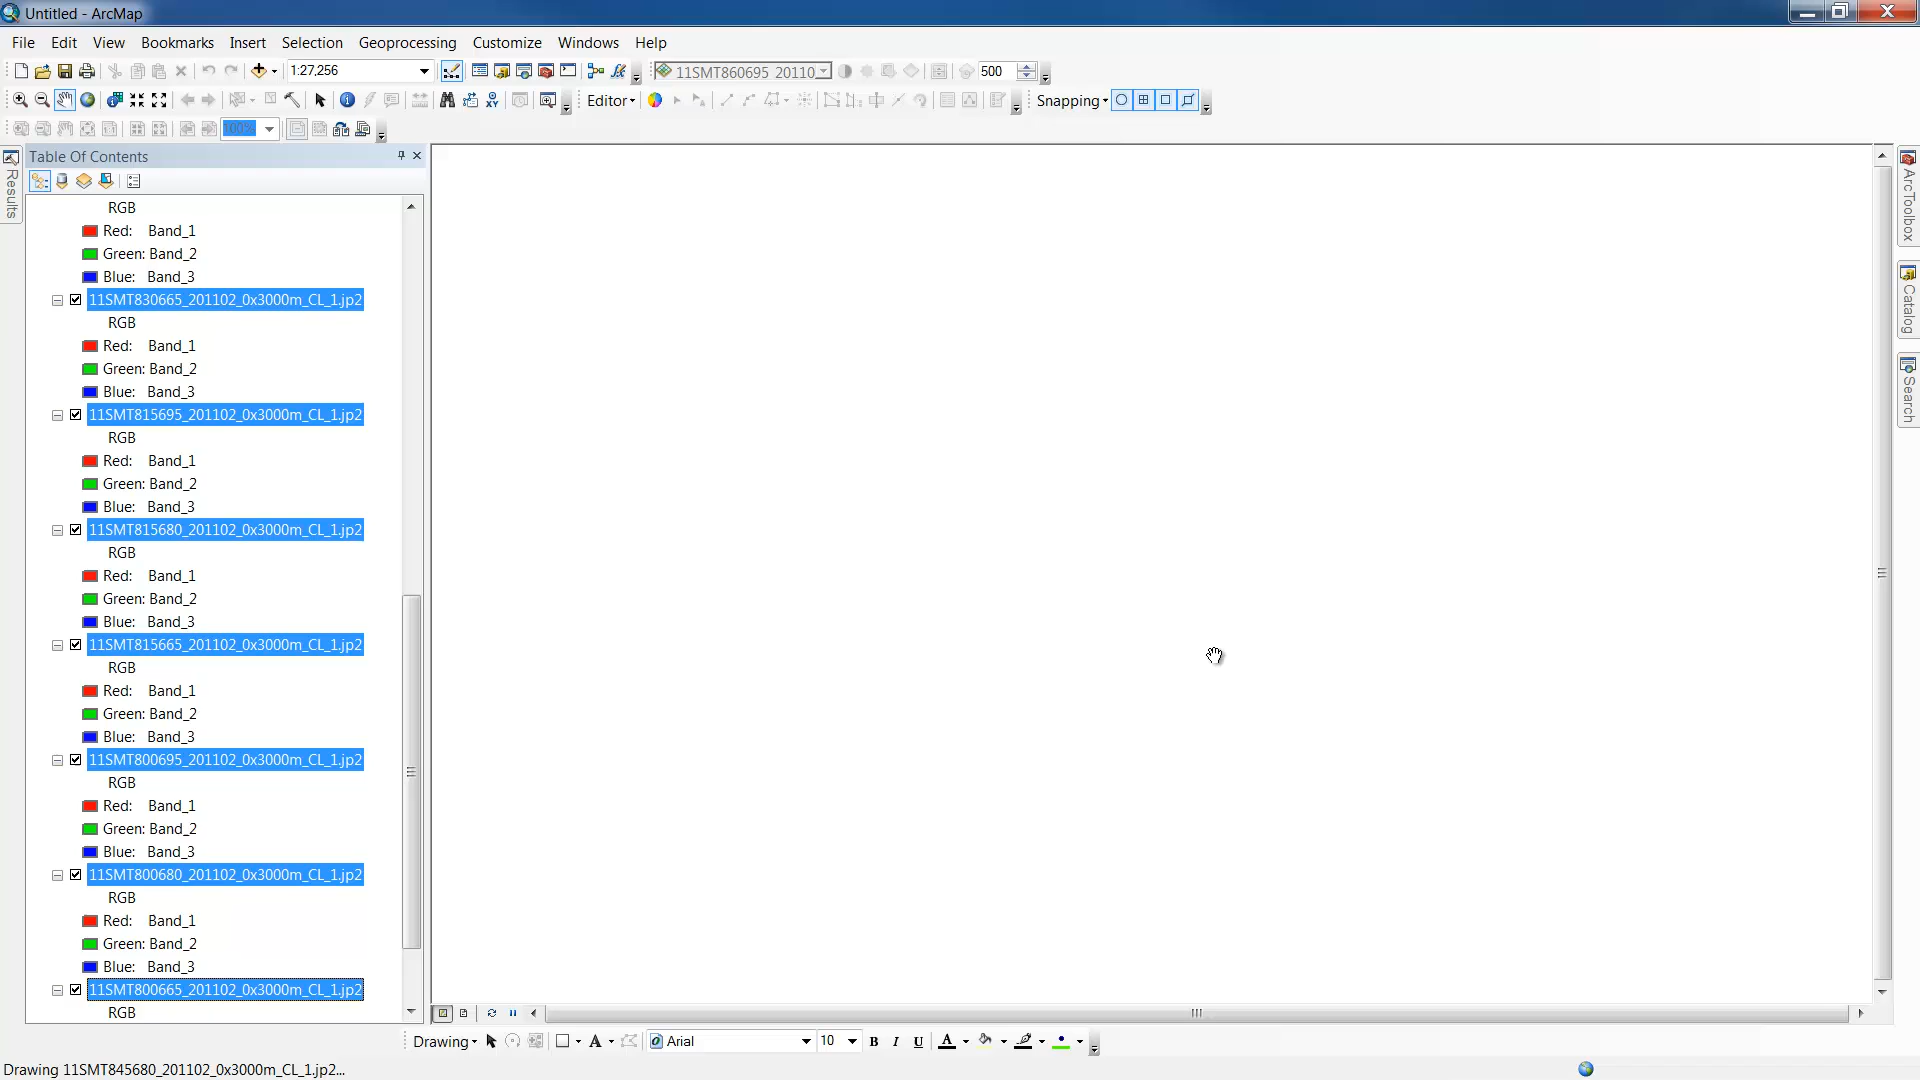 Untitled - ArcMap
File Edit View Bookmarks Insert Selection Geoprocessing Customize Windows Help
1:27,256
11SMT860695_20110
500
Editor
Snapping
100%
Table Of Contents
Results
RGB
Red: Band_1
Green: Band_2
Blue: Band_3
11SMT830665_201102_0x3000m_CL_1.jp2
RGB
Red: Band_1
Green: Band_2
Blue: Band_3
11SMT815695_201102_0x3000m_CL_1.jp2
RGB
Red: Band_1
Green: Band_2
Blue: Band_3
11SMT815680_201102_0x3000m_CL_1.jp2
RGB
Red: Band_1
Green: Band_2
Blue: Band_3
11SMT815665_201102_0x3000m_CL_1.jp2
RGB
Red: Band_1
Green: Band_2
Blue: Band_3
11SMT800695_201102_0x3000m_CL_1.jp2
RGB
Red: Band_1
Green: Band_2
Blue: Band_3
11SMT800680_201102_0x3000m_CL_1.jp2
RGB
Red: Band_1
Green: Band_2
Blue: Band_3
11SMT800665_201102_0x3000m_CL_1.jp2
RGB
ArcToolbox
Catalog
Search
Drawing
A
Arial
10
B I U A
Drawing 11SMT845680_201102_0x3000m_CL_1.jp2...